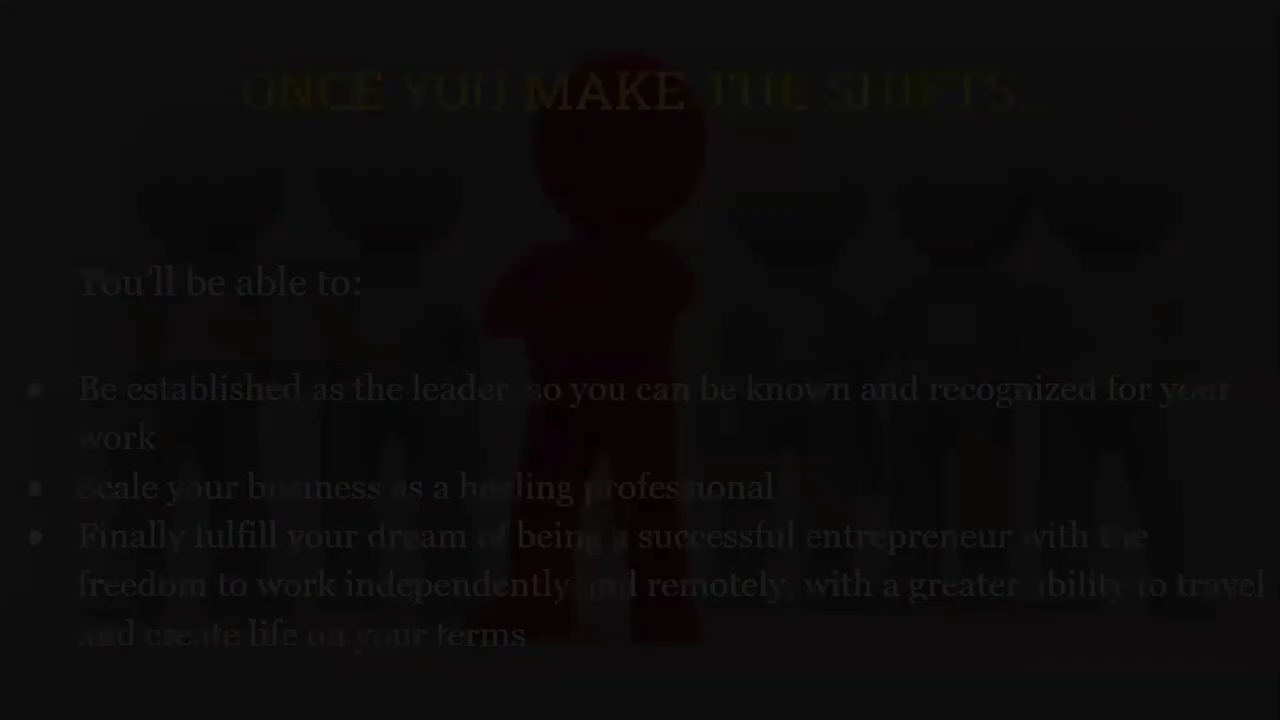 ONCE YOU MAKE THE SHIFTS...
You'll be able to:
• Be established as the leader, so you can be known and recognized for your
work
• Scale your business as a healing professional
• Finally fulfill your dream of being a successful entrepreneur with the
freedom to work independently and remotely, with a greater ability to travel
and create life on your terms